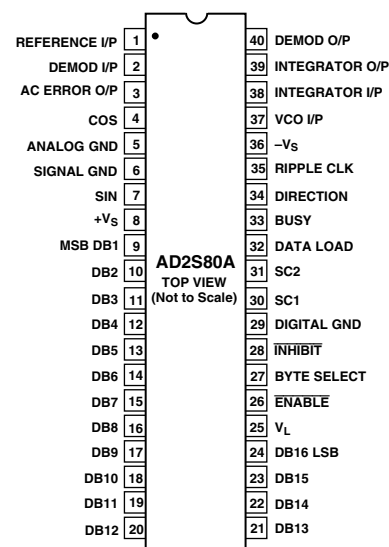 REFERENCE I/P 1
DEMOD I/P 2
AC ERROR O/P 3
COS 4
ANALOG GND 5
SIGNAL GND 6
SIN 7
+VS 8
MSB DB1 9
DB2 10
DB3 11
DB4 12
DB5 13
DB6 14
DB7 15
DB8 16
DB9 17
DB10 18
DB11 19
DB12 20
AD2S80A
TOP VIEW
(Not to Scale)
40 DEMOD O/P
39 INTEGRATOR O/P
38 INTEGRATOR I/P
37 VCO I/P
36 –VS
35 RIPPLE CLK
34 DIRECTION
33 BUSY
32 DATA LOAD
31 SC2
30 SC1
29 DIGITAL GND
28 INHIBIT
27 BYTE SELECT
26 ENABLE
25 VL
24 DB16 LSB
23 DB15
22 DB14
21 DB13